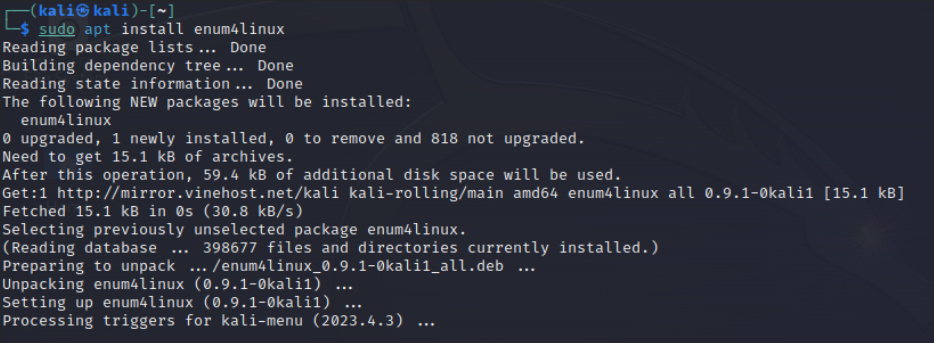 ┌──(kali㉿kali)-[~]
└─$ sudo apt install enum4linux
Reading package lists... Done
Building dependency tree... Done
Reading state information... Done
The following NEW packages will be installed:
  enum4linux
0 upgraded, 1 newly installed, 0 to remove and 818 not upgraded.
Need to get 15.1 kB of archives.
After this operation, 59.4 kB of additional disk space will be used.
Get:1 http://mirror.vinehost.net/kali kali-rolling/main amd64 enum4linux all 0.9.1-0kali1 [15.1 kB]
Fetched 15.1 kB in 0s (30.8 kB/s)
Selecting previously unselected package enum4linux.
(Reading database ... 398677 files and directories currently installed.)
Preparing to unpack .../enum4linux_0.9.1-0kali1_all.deb ...
Unpacking enum4linux (0.9.1-0kali1) ...
Setting up enum4linux (0.9.1-0kali1) ...
Processing triggers for kali-menu (2023.4.3) ...